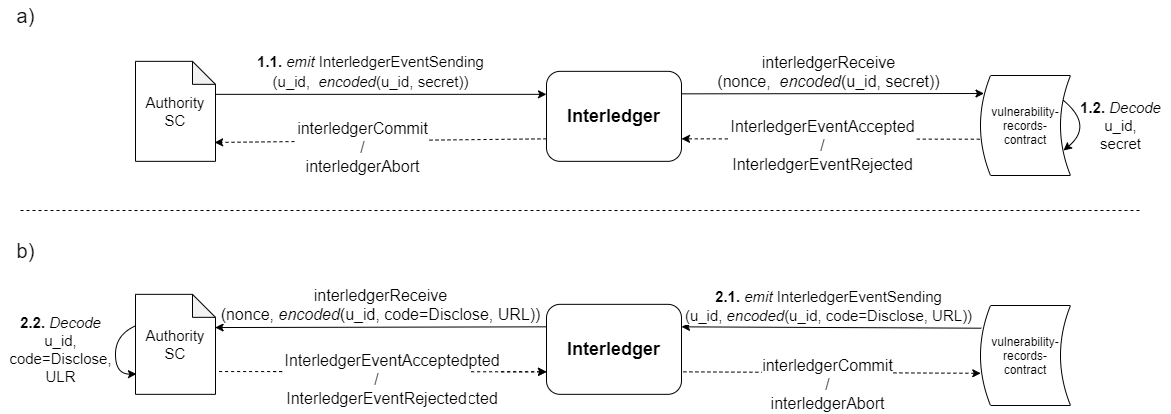 a)
1.1. emit InterledgerEventSending
(u_id, encoded(u_id, secret))
interledgerReceive
(nonce, encoded(u_id, secret))
Authority
SC
Interledger
vulnerability-
records-
contract
1.2. Decode
u_id,
secret
interledgerCommit
/
interledgerAbort
InterledgerEventAccepted
/
InterledgerEventRejected
b)
interledgerReceive
(nonce, encoded(u_id, code=Disclose, URL))
2.1. emit InterledgerEventSending
(u_id, encoded(u_id, code=Disclose, URL))
2.2. Decode
u_id,
code=Disclose,
ULR
Authority
SC
Interledger
vulnerability-
records-
contract
InterledgerEventAcceptedpted
/
InterledgerEventRejectedcted
interledgerCommit
/
interledgerAbort